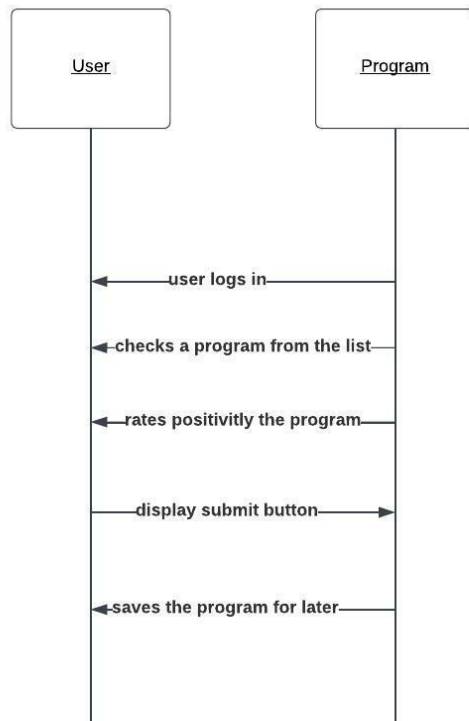 User
Program
user logs in
checks a program from the list
rates positivitly the program
display submit button
saves the program for later